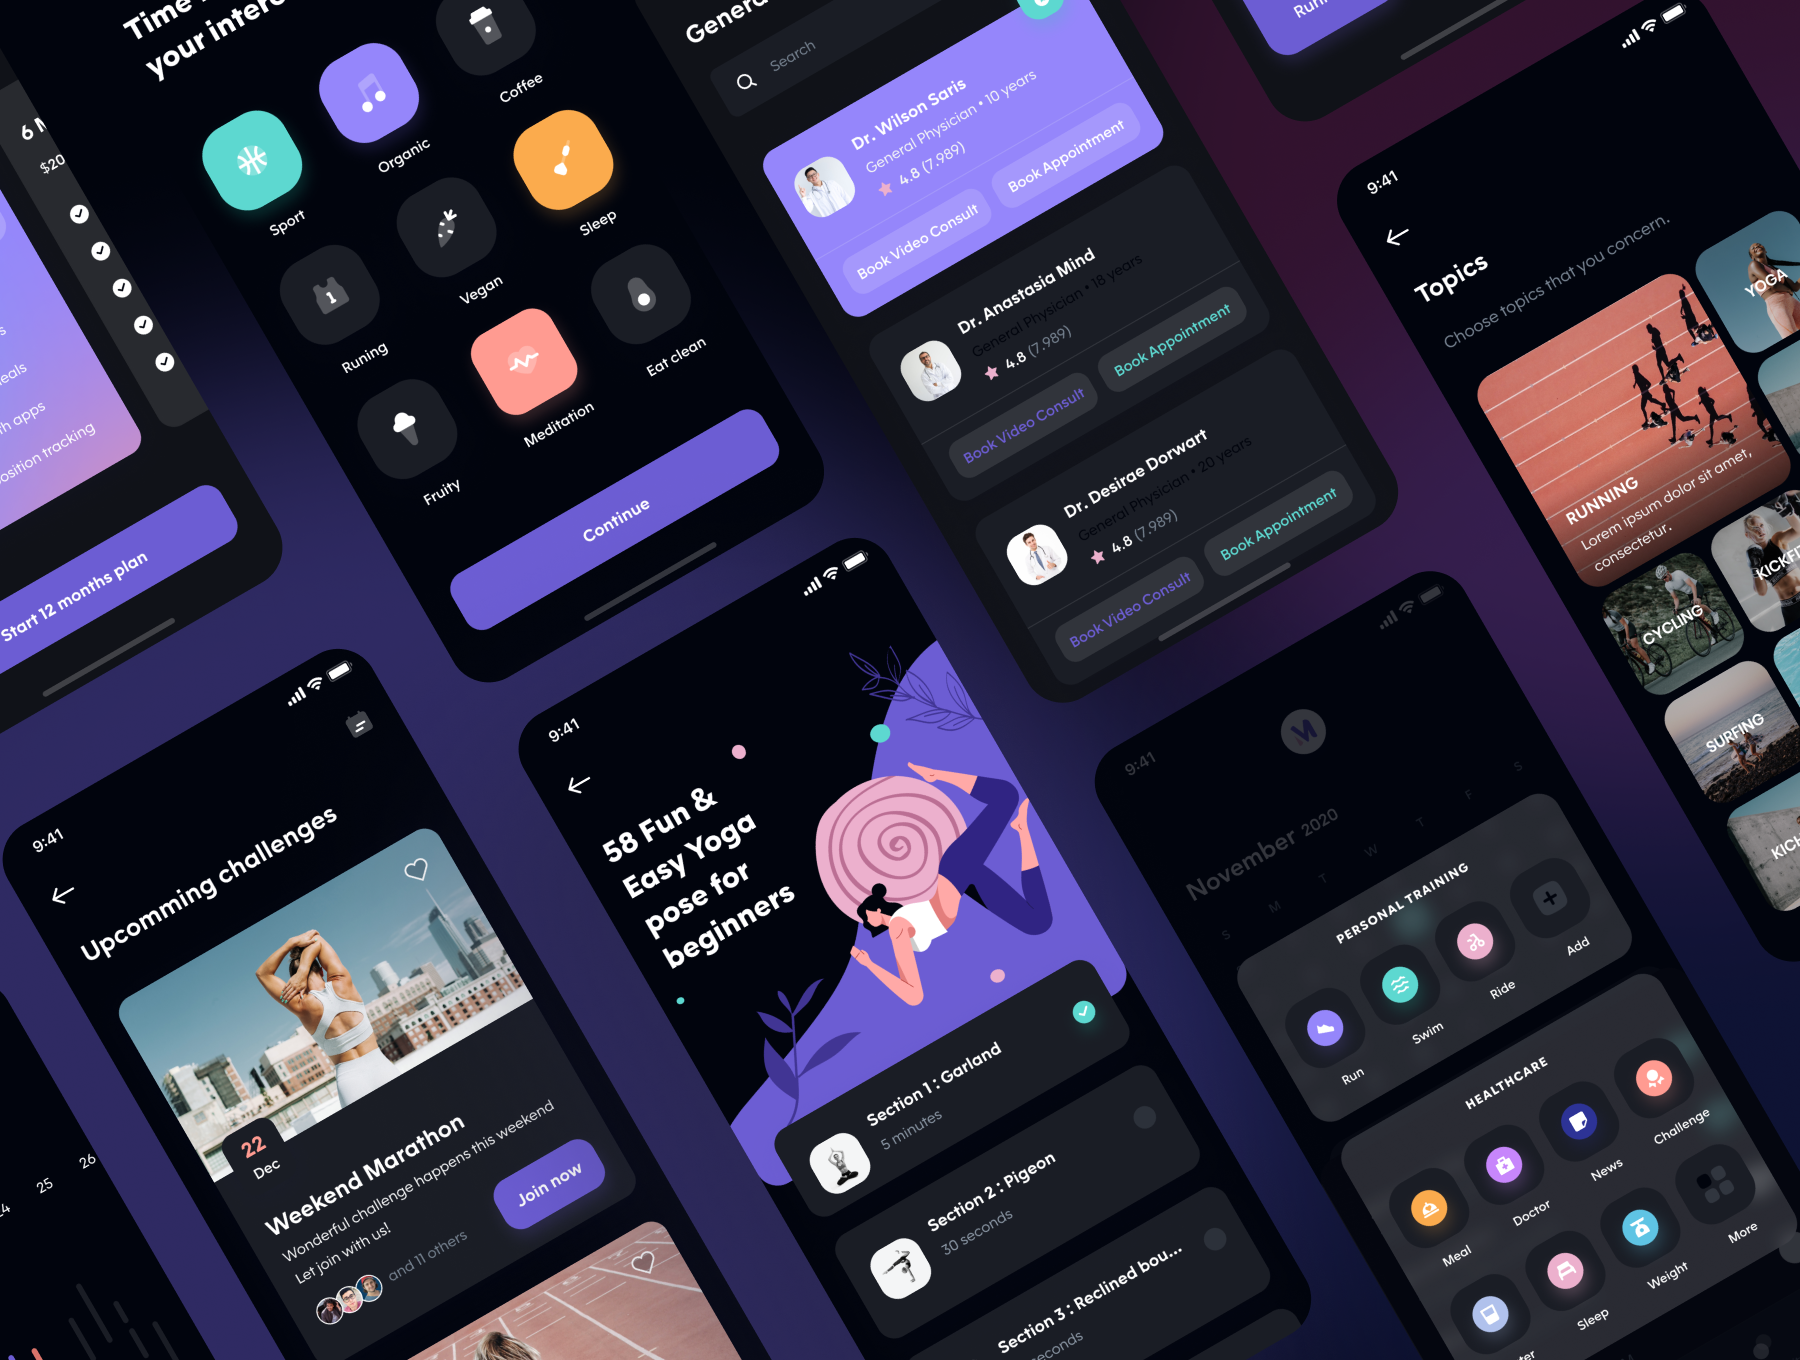 6 M
$20
eals
th apps
osition tracking
Start 12 months plan
Time
your intere
Coffee
Organic
Sport
Sleep
Vegan
Runing
Eat clean
Meditation
Fruity
Continue
General
Search
Dr. Wilson Saris
General Physician • 10 years
4.8 (7.989)
Book Video Consult
Book Appointment
Dr. Anastasia Mind
General Physician • 18 years
4.8 (7.989)
Book Video Consult
Book Appointment
Dr. Desirae Dorwart
General Physician • 20 years
4.8 (7.989)
Book Video Consult
Book Appointment
9:41
Topics
Choose topics that you concern.
YOGA
RUNNING
Lorem ipsum dolor sit amet,
consectetur.
CYCLING
KICKFI
SURFING
KICK
24
25
26
9:41
Upcomming challenges
22
Dec
Weekend Marathon
Wonderful challenge happens this weekend
Let join with us!
and 11 others
Join now
9:41
58 Fun &
Easy Yoga
pose for
beginners
Section 1 : Garland
5 minutes
Section 2 : Pigeon
30 seconds
Section 3 : Reclined bou...
seconds
9:41
November 2020
S
M
T
W
T
F
S
PERSONAL TRAINING
Run
Swim
Ride
Add
HEALTHCARE
Meal
Doctor
News
Challenge
Sleep
Weight
More